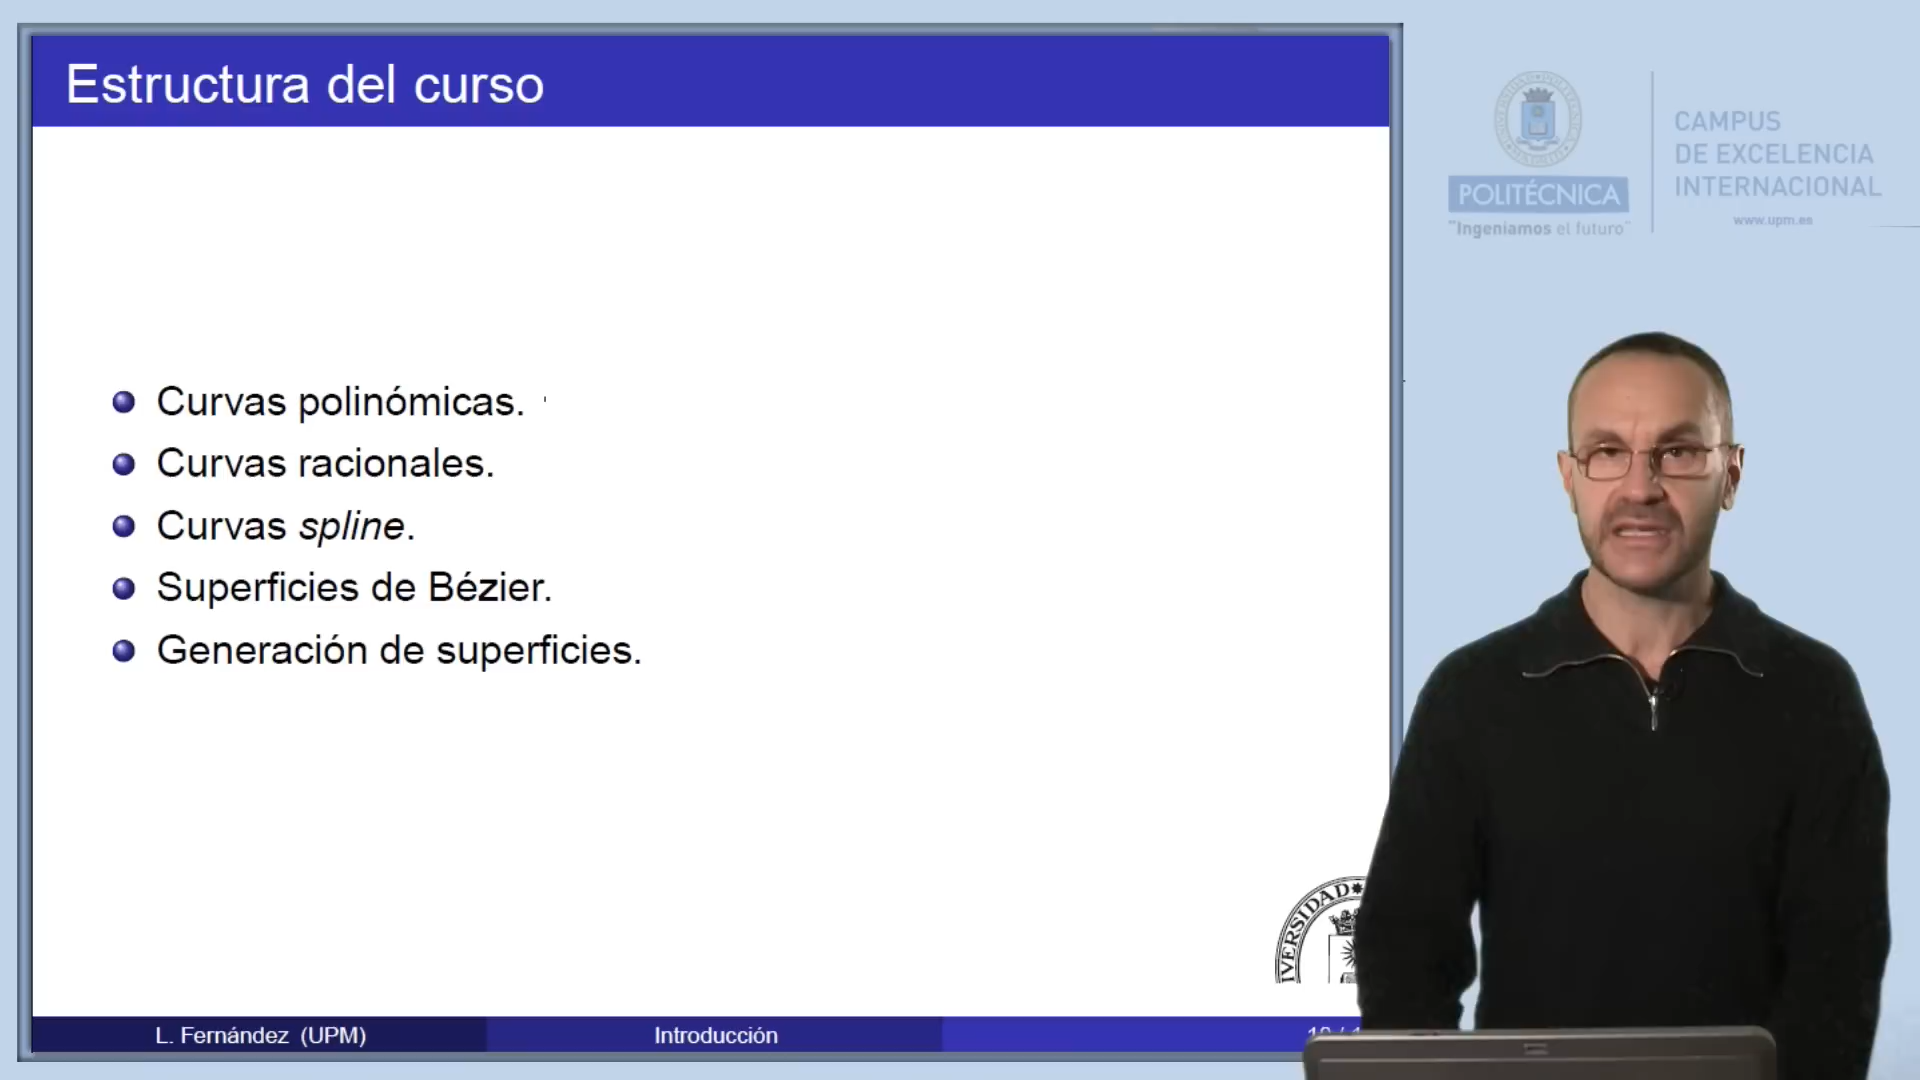 Estructura del curso
Curvas polinómicas.
Curvas racionales.
Curvas spline.
Superficies de Bézier.
Generación de superficies.
L. Fernández (UPM)
Introducción
POLITÉCNICA
"Ingeniamos el futuro"
CAMPUS
DE EXCELENCIA
INTERNACIONAL
www.upm.es